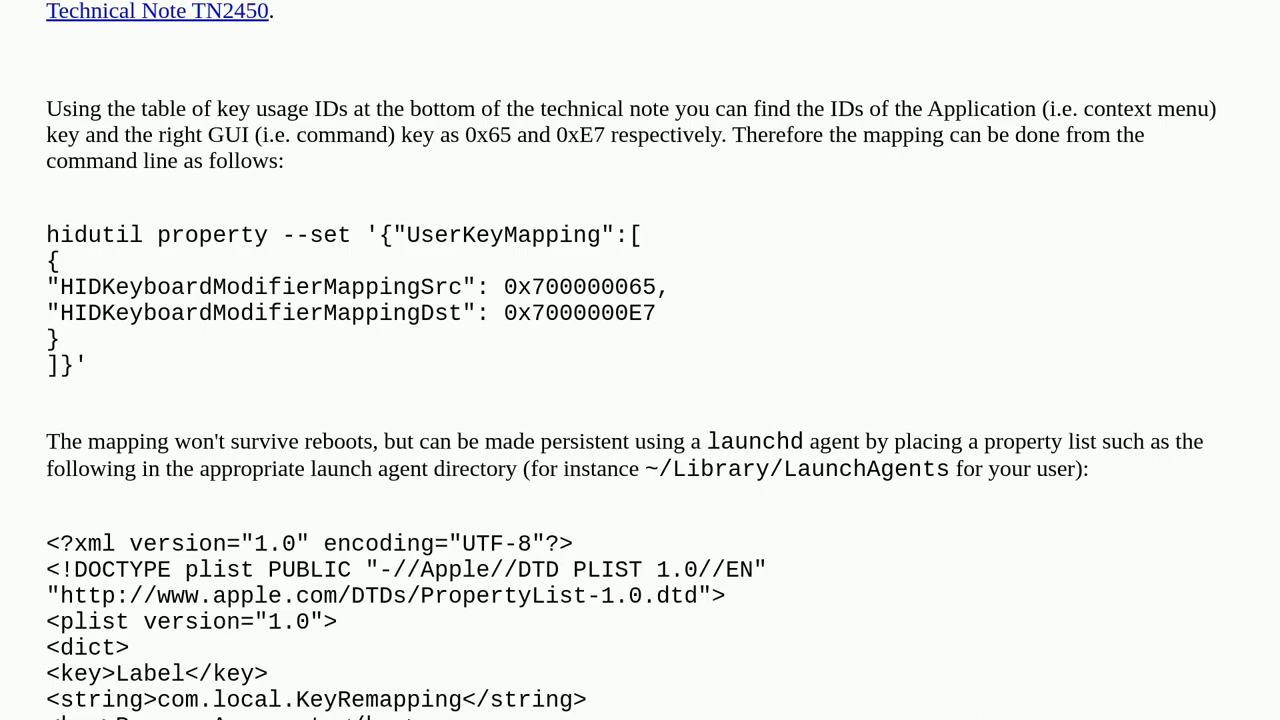 Technical Note TN2450.
Using the table of key usage IDs at the bottom of the technical note you can find the IDs of the Application (i.e. context menu)
key and the right GUI (i.e. command) key as 0x65 and 0xE7 respectively. Therefore the mapping can be done from the
command line as follows:
hidutil property --set '{"UserKeyMapping":[
{
"HIDKeyboardModifierMappingSrc": 0x700000065,
"HIDKeyboardModifierMappingDst": 0x7000000E7
}
]}'
The mapping won't survive reboots, but can be made persistent using a launchd agent by placing a property list such as the
following in the appropriate launch agent directory (for instance ~/Library/LaunchAgents for your user):
<?xml version="1.0" encoding="UTF-8"?>
<!DOCTYPE plist PUBLIC "-//Apple//DTD PLIST 1.0//EN"
"http://www.apple.com/DTDs/PropertyList-1.0.dtd">
<plist version="1.0">
<dict>
<key>Label</key>
<string>com.local.KeyRemapping</string>